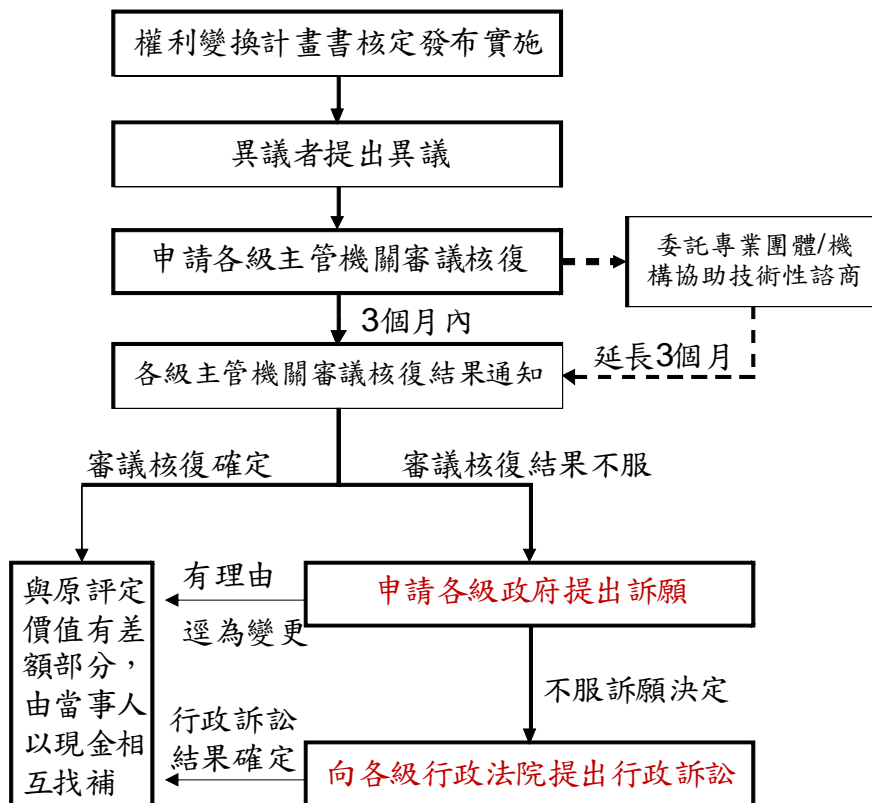 權利變換計畫書核定發布實施
異議者提出異議
申請各級主管機關審議核復
委託專業團體/機
構協助技術性諮商
3個月內
延長3個月
各級主管機關審議核復結果通知
審議核復確定
審議核復結果不服
與原評定
價值有差
額部分，
由當事人
以現金相
互找補
有理由
逕為變更
申請各級政府提出訴願
不服訴願決定
行政訴訟
結果確定
向各級行政法院提出行政訴訟